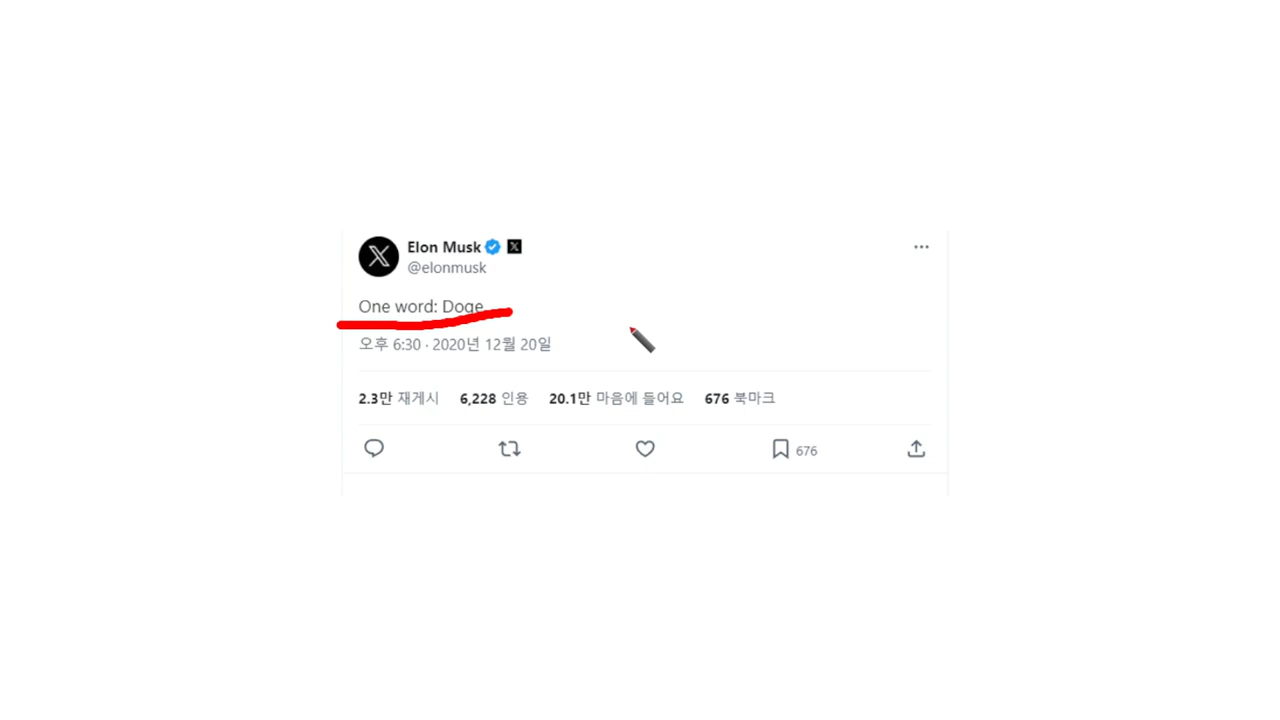 Elon Musk
@elonmusk
One word: Doge
오후 6:30 · 2020년 12월 20일
2.3만 재게시 6,228 인용 20.1만 마음에 들어요 676 북마크
676